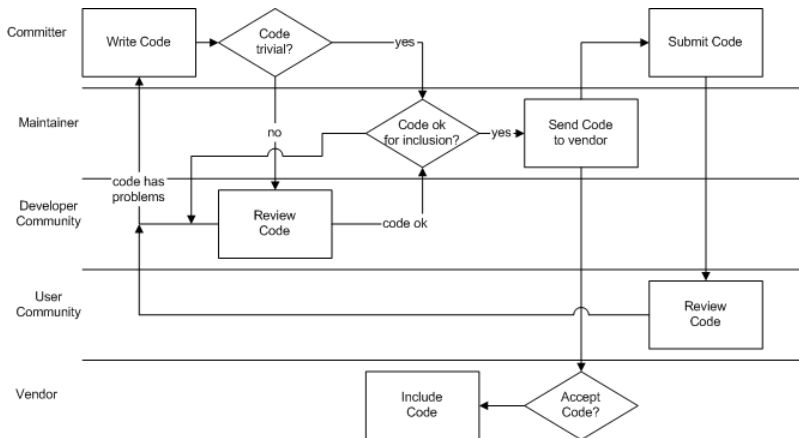 Committer
Write Code
Code
trivial?
yes
Submit Code
Maintainer
no
Code ok
for inclusion?
yes
Send Code
to vendor
code has
problems
Developer
Community
Review
Code
code ok
User
Community
Review
Code
Vendor
Include
Code
Accept
Code?